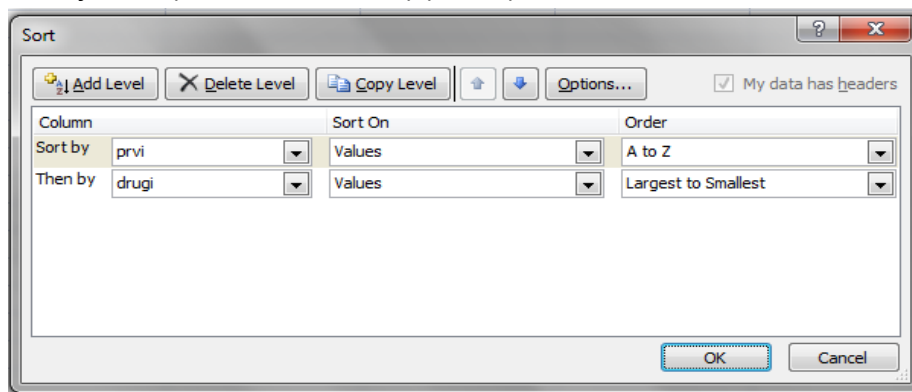 Sort
Add Level Delete Level Copy Level Options... My data has headers
Column Sort On Order
Sort by prvi Values A to Z
Then by drugi Values Largest to Smallest
OK Cancel